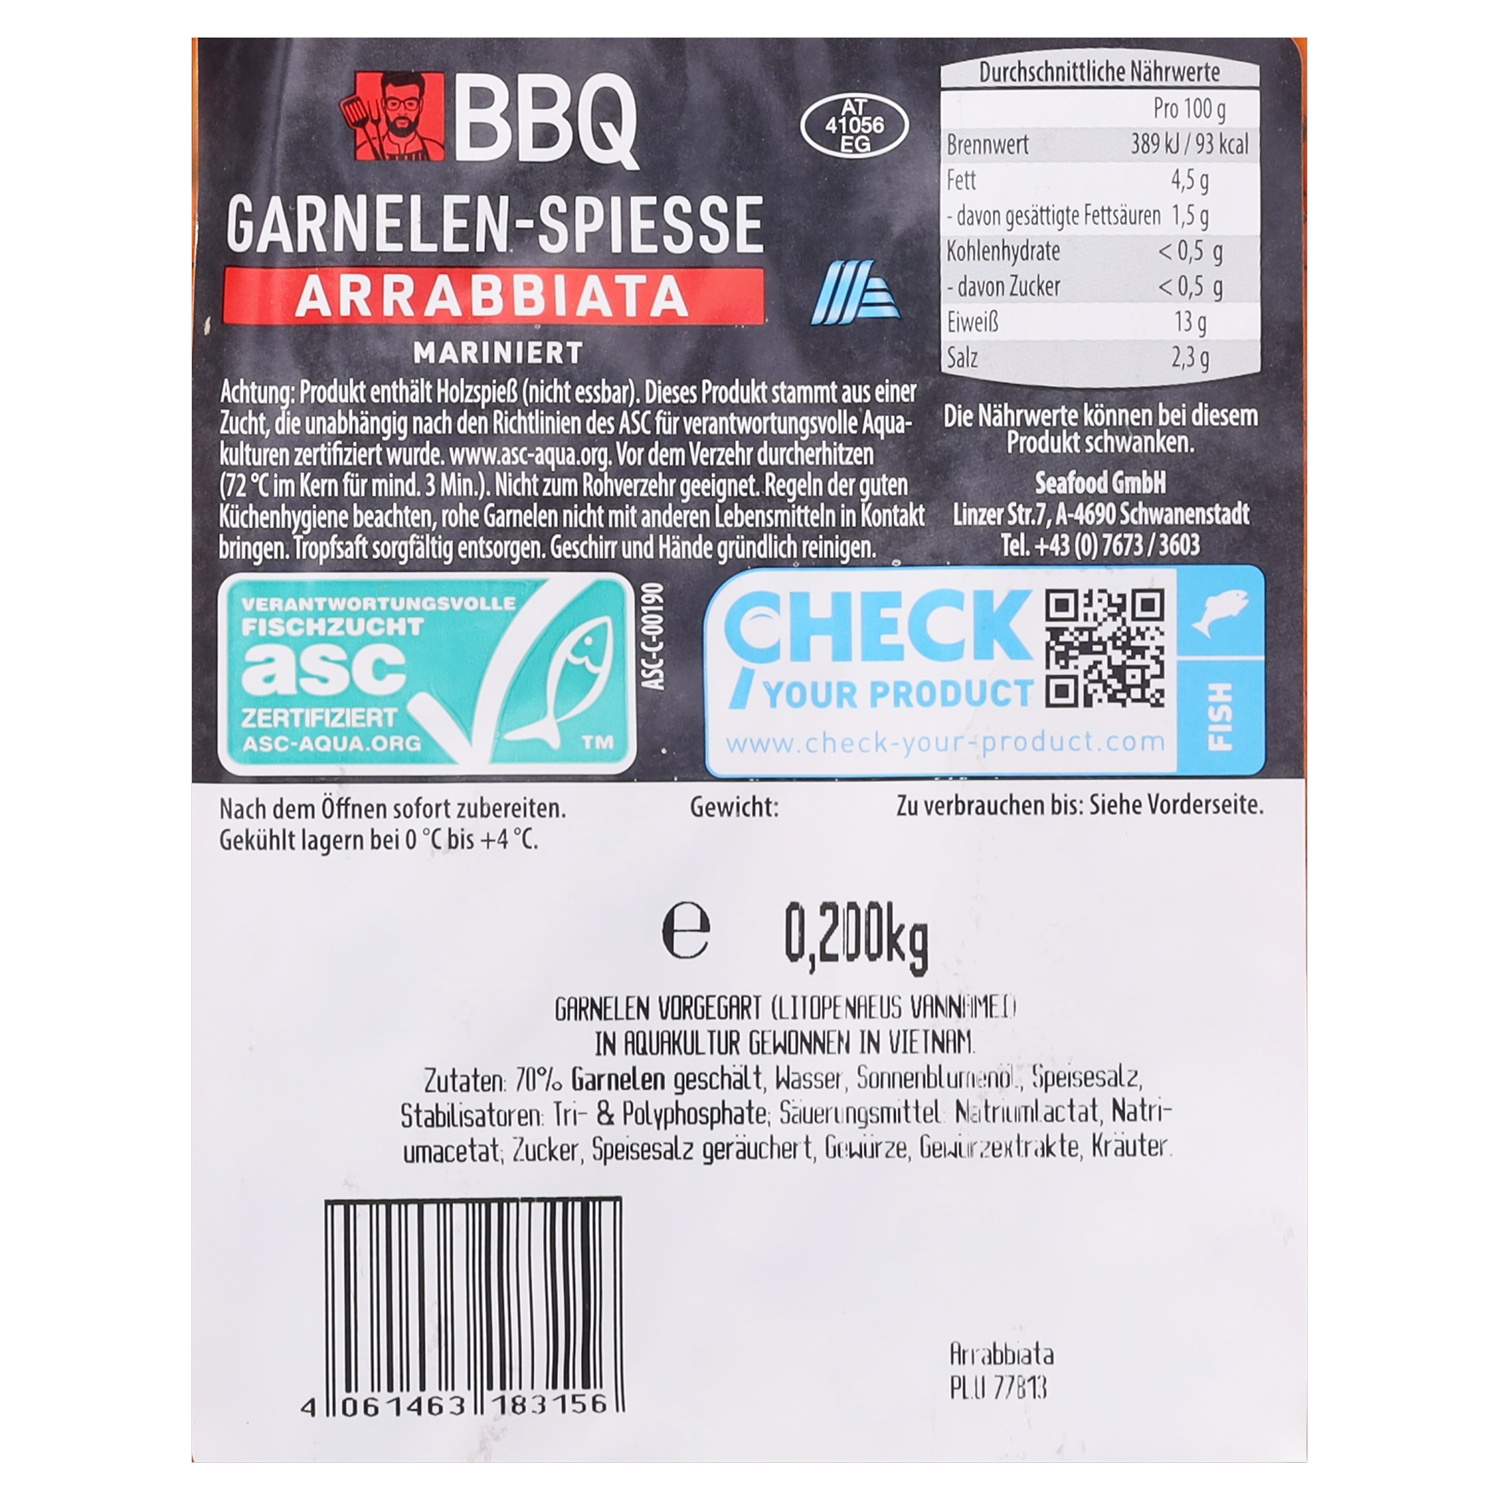 BBQ
GARNELEN-SPIESSE
ARRABBIATA
MARINIERT
Achtung: Produkt enthält Holzspieß (nicht essbar). Dieses Produkt stammt aus einer
Zucht, die unabhängig nach den Richtlinien des ASC für verantwortungsvolle Aqua-
kulturen zertifiziert wurde. www.asc-aqua.org. Vor dem Verzehr durcherhitzen
(72 °C im Kern für mind. 3 Min.). Nicht zum Rohverzehr geeignet. Regeln der guten
Küchenhygiene beachten, rohe Garnelen nicht mit anderen Lebensmitteln in Kontakt
bringen. Tropfsaft sorgfältig entsorgen. Geschirr und Hände gründlich reinigen.
AT
41056
EG
Durchschnittliche Nährwerte
Pro 100 g
Brennwert 389 kJ / 93 kcal
Fett 4,5 g
- davon gesättigte Fettsäuren 1,5 g
Kohlenhydrate < 0,5 g
- davon Zucker < 0,5 g
Eiweiß 13 g
Salz 2,3 g
Die Nährwerte können bei diesem
Produkt schwanken.
Seafood GmbH
Linzer Str.7, A-4690 Schwanenstadt
Tel. +43 (0) 7673 / 3603
VERANTWORTUNGSVOLLE
FISCHZUCHT
asc
ZERTIFIZIERT
ASC-AQUA.ORG
TM
ASC-C-00190
CHECK
YOUR PRODUCT
www.check-your-product.com
FISH
Nach dem Öffnen sofort zubereiten.
Gekühlt lagern bei 0 °C bis +4 °C.
Gewicht:
Zu verbrauchen bis: Siehe Vorderseite.
e 0,200kg
GARNELEN VORGEGART (LITOPENAEUS VANNAMEI)
IN AQUAKULTUR GEWONNEN IN VIETNAM.
Zutaten: 70% Garnelen geschält, Wasser, Sonnenblumenöl, Speisesalz,
Stabilisatoren: Tri- & Polyphosphate; Säuerungsmittel: Natriumlactat, Natri-
umacetat; Zucker, Speisesalz geräuchert, Gewürze, Gewürzextrakte, Kräuter.
4 061463 183156
Arrabbiata
PLU 77813